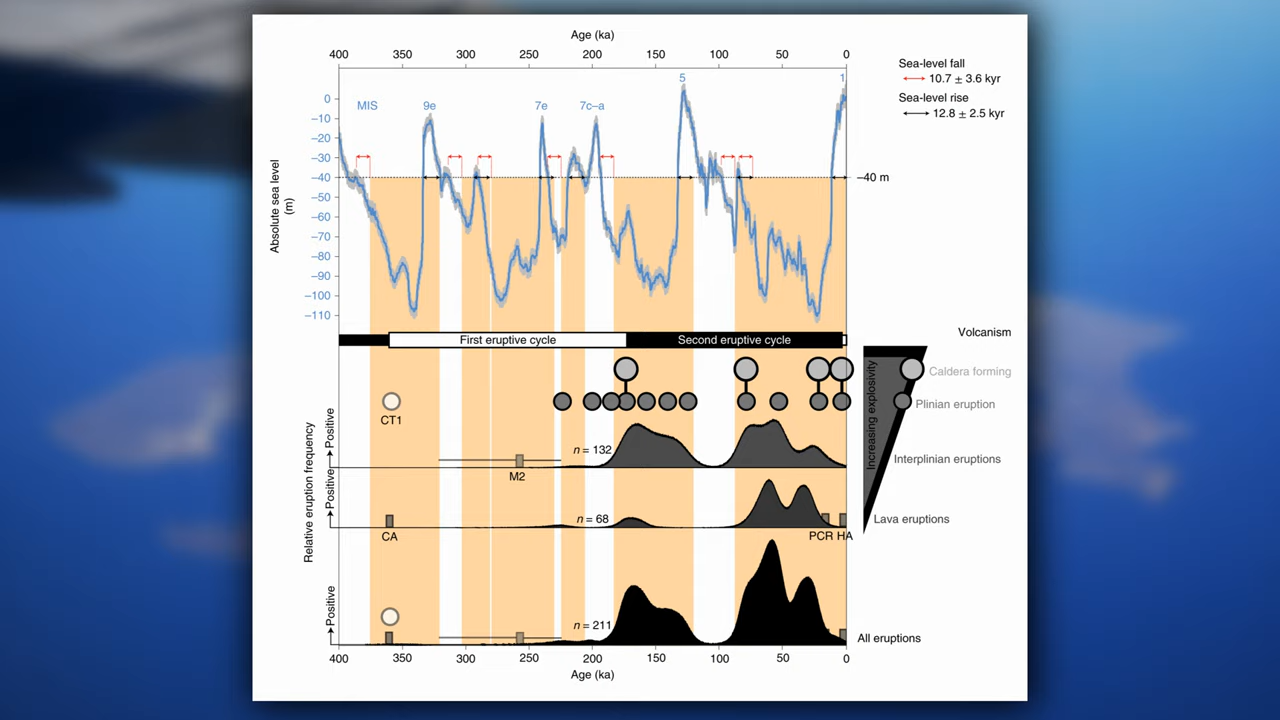 Age (ka)
400 350 300 250 200 150 100 50 0
Sea-level fall
10.7 ± 3.6 kyr
Sea-level rise
12.8 ± 2.5 kyr
MIS 9e 7e 7c–a 5 1
Absolute sea level
(m)
0
–10
–20
–30
–40
–50
–60
–70
–80
–90
–100
–110
–40 m
Volcanism
First eruptive cycle Second eruptive cycle
Increasing explosivity
Caldera forming
Plinian eruption
Interplinian eruptions
Lava eruptions
All eruptions
Relative eruption frequency
Positive
CT1
n = 132
M2
Positive
n = 68
CA
PCR HA
Positive
n = 211
400 350 300 250 200 150 100 50 0
Age (ka)